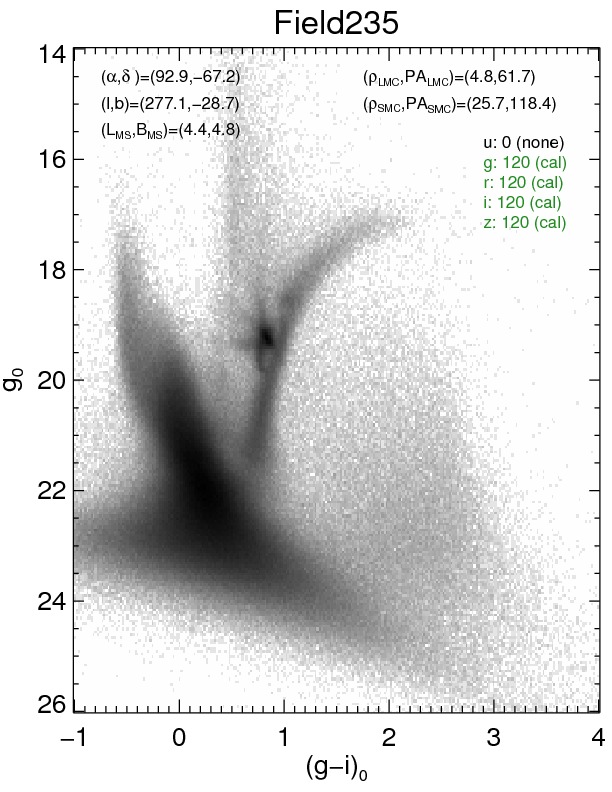 Field235
(α,δ )=(92.9,−67.2)
(l,b)=(277.1,−28.7)
(LMS,BMS)=(4.4,4.8)
(ρLMC,PALMC)=(4.8,61.7)
(ρSMC,PASMC)=(25.7,118.4)
u: 0 (none)
g: 120 (cal)
r: 120 (cal)
i: 120 (cal)
z: 120 (cal)
14
16
18
20
22
24
26
g0
−1 0 1 2 3 4
(g−i)0